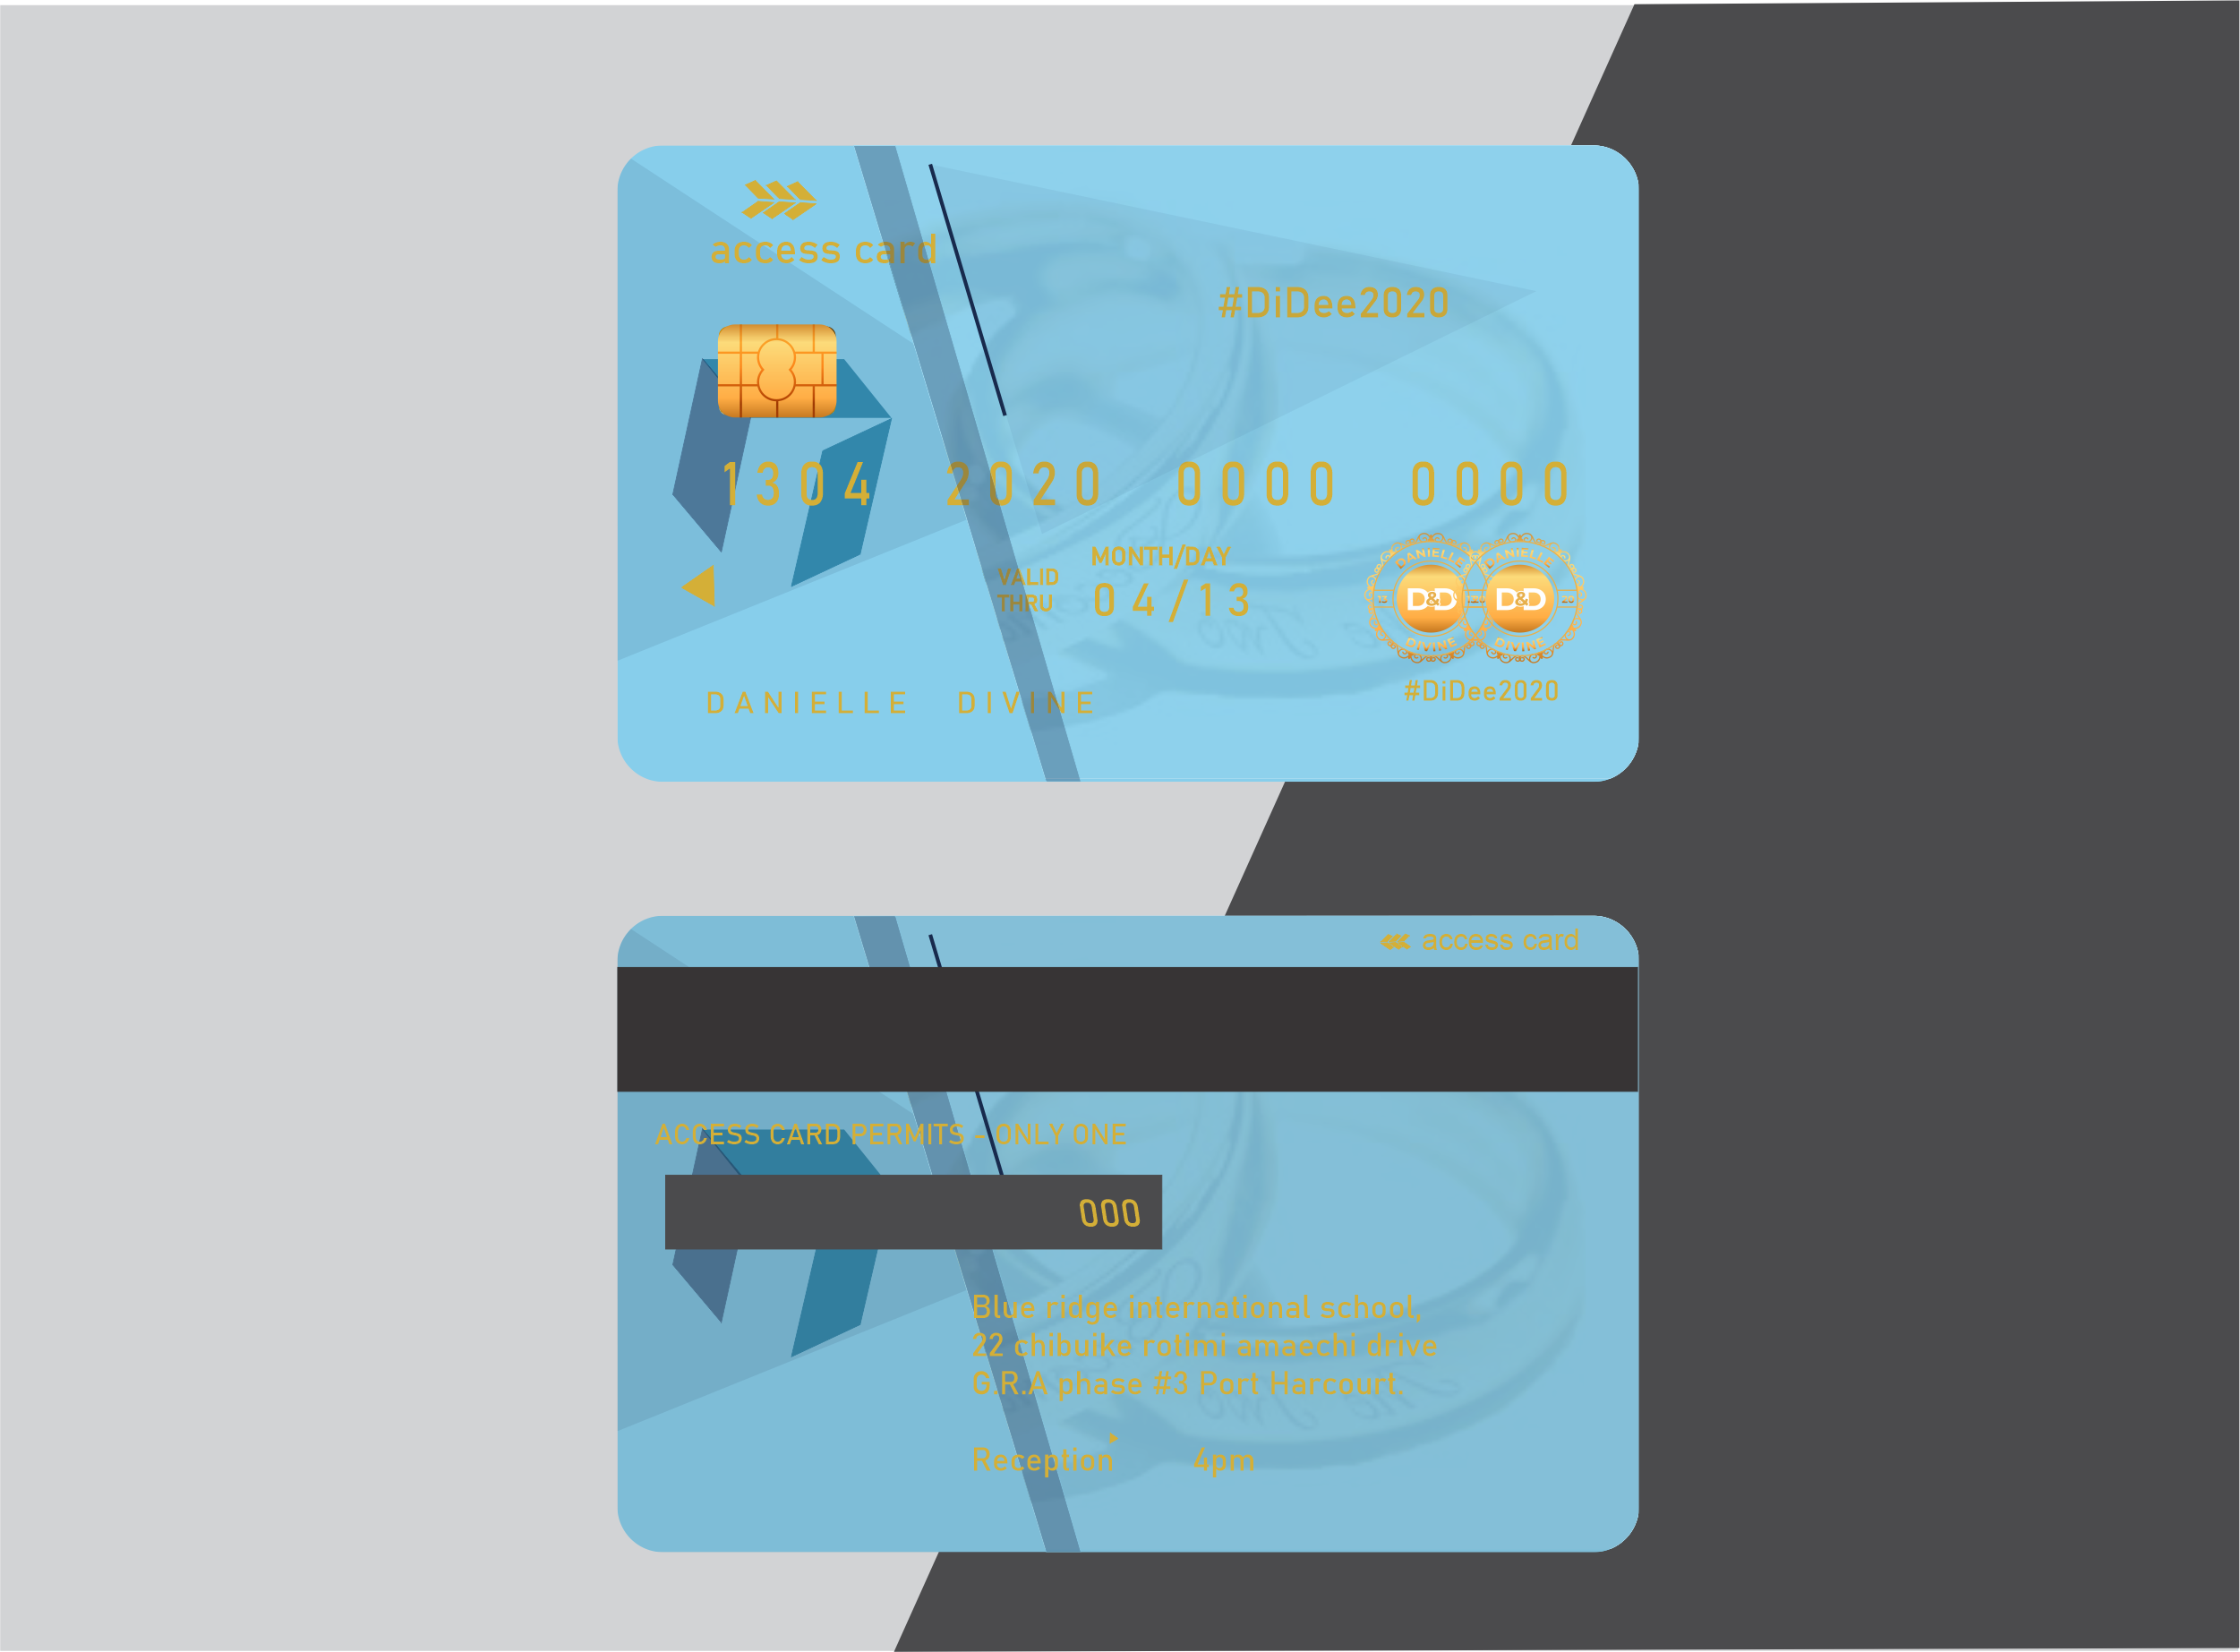 access card
#DiDee2020
1304 2020 0000 0000
MONTH/DAY
VALID
THRU
04/13
DANIELLE DANIELLE
D&D D&D
DIVINE DIVINE
#DiDee2020
DANIELLE DIVINE
access card
ACCESS CARD PERMITS - ONLY ONE
000
Blue ridge international school,
22 chibuike rotimi amaechi drive
G.R.A phase #3 Port Harcourt.
Reception 4pm